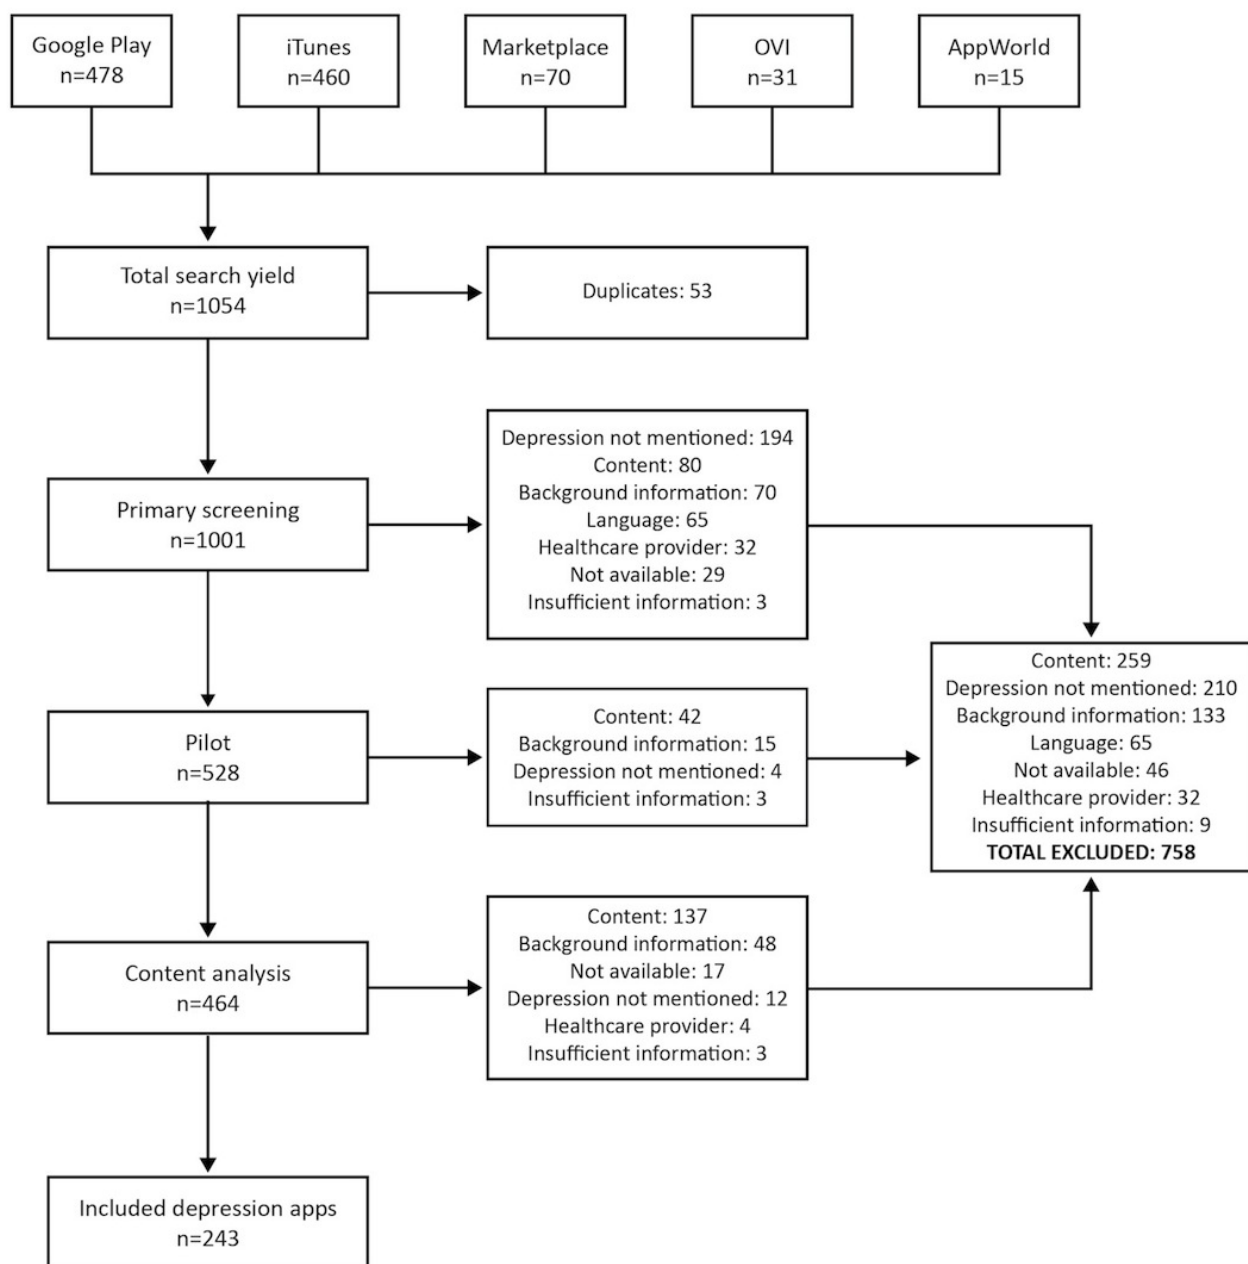 Google Play
n=478
iTunes
n=460
Marketplace
n=70
OVI
n=31
AppWorld
n=15
Total search yield
n=1054
Duplicates: 53
Primary screening
n=1001
Depression not mentioned: 194
Content: 80
Background information: 70
Language: 65
Healthcare provider: 32
Not available: 29
Insufficient information: 3
Pilot
n=528
Content: 42
Background information: 15
Depression not mentioned: 4
Insufficient information: 3
Content: 259
Depression not mentioned: 210
Background information: 133
Language: 65
Not available: 46
Healthcare provider: 32
Insufficient information: 9
TOTAL EXCLUDED: 758
Content analysis
n=464
Content: 137
Background information: 48
Not available: 17
Depression not mentioned: 12
Healthcare provider: 4
Insufficient information: 3
Included depression apps
n=243